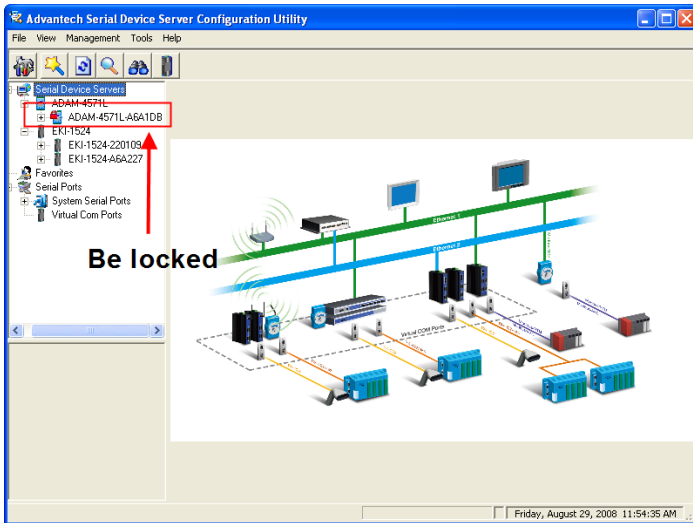 Advantech Serial Device Server Configuration Utility
File View Management Tools Help
Serial Device Servers
ADAM-4571L
ADAM-4571L-A6A1DB
EKI-1524
EKI-1524-220109
EKI-1524-A6A227
Favorites
Serial Ports
System Serial Ports
Virtual Com Ports
Be locked
Ethernet 1
Ethernet 2
Virtual COM Ports
Friday, August 29, 2008 11:54:35 AM